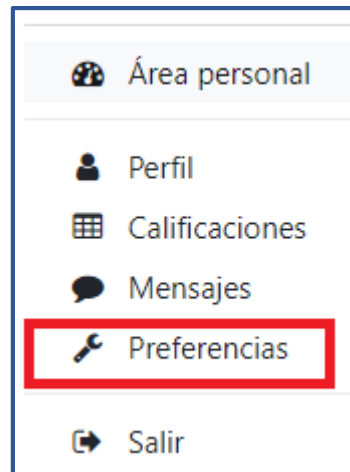 Área personal
Perfil
Calificaciones
Mensajes
Preferencias
Salir